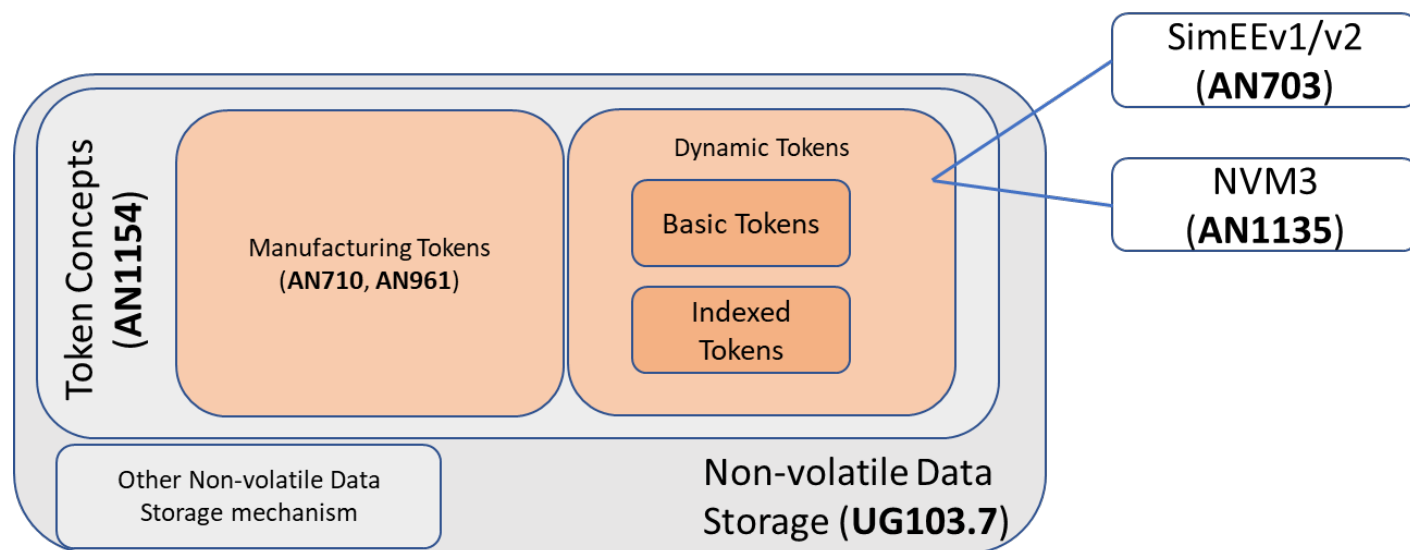 SimEEv1/v2
(AN703)
NVM3
(AN1135)
Token Concepts
(AN1154)
Manufacturing Tokens
(AN710, AN961)
Dynamic Tokens
Basic Tokens
Indexed
Tokens
Other Non-volatile Data
Storage mechanism
Non-volatile Data
Storage (UG103.7)